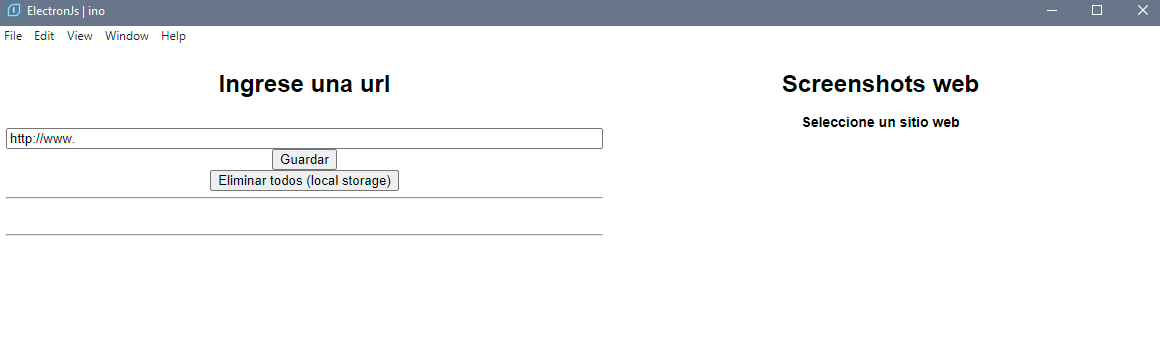 ElectronJs | ino
File Edit View Window Help
Ingrese una url
http://www.
Guardar
Eliminar todos (local storage)
Screenshots web
Seleccione un sitio web